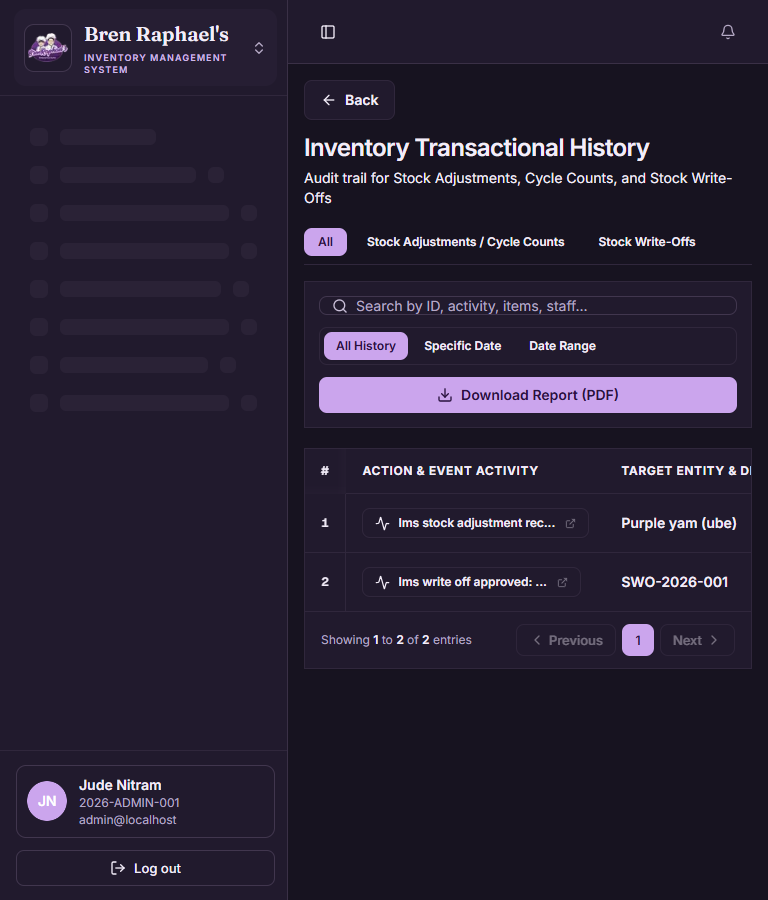 Bren Raphael's
INVENTORY MANAGEMENT
SYSTEM
Back
Inventory Transactional History
Audit trail for Stock Adjustments, Cycle Counts, and Stock Write-
Offs
All Stock Adjustments / Cycle Counts Stock Write-Offs
Search by ID, activity, items, staff...
All History Specific Date Date Range
Download Report (PDF)
# ACTION & EVENT ACTIVITY TARGET ENTITY & D
1 Ims stock adjustment rec... Purple yam (ube)
2 Ims write off approved: ... SWO-2026-001
Showing 1 to 2 of 2 entries Previous 1 Next
JN
Jude Nitram
2026-ADMIN-001
admin@localhost
Log out